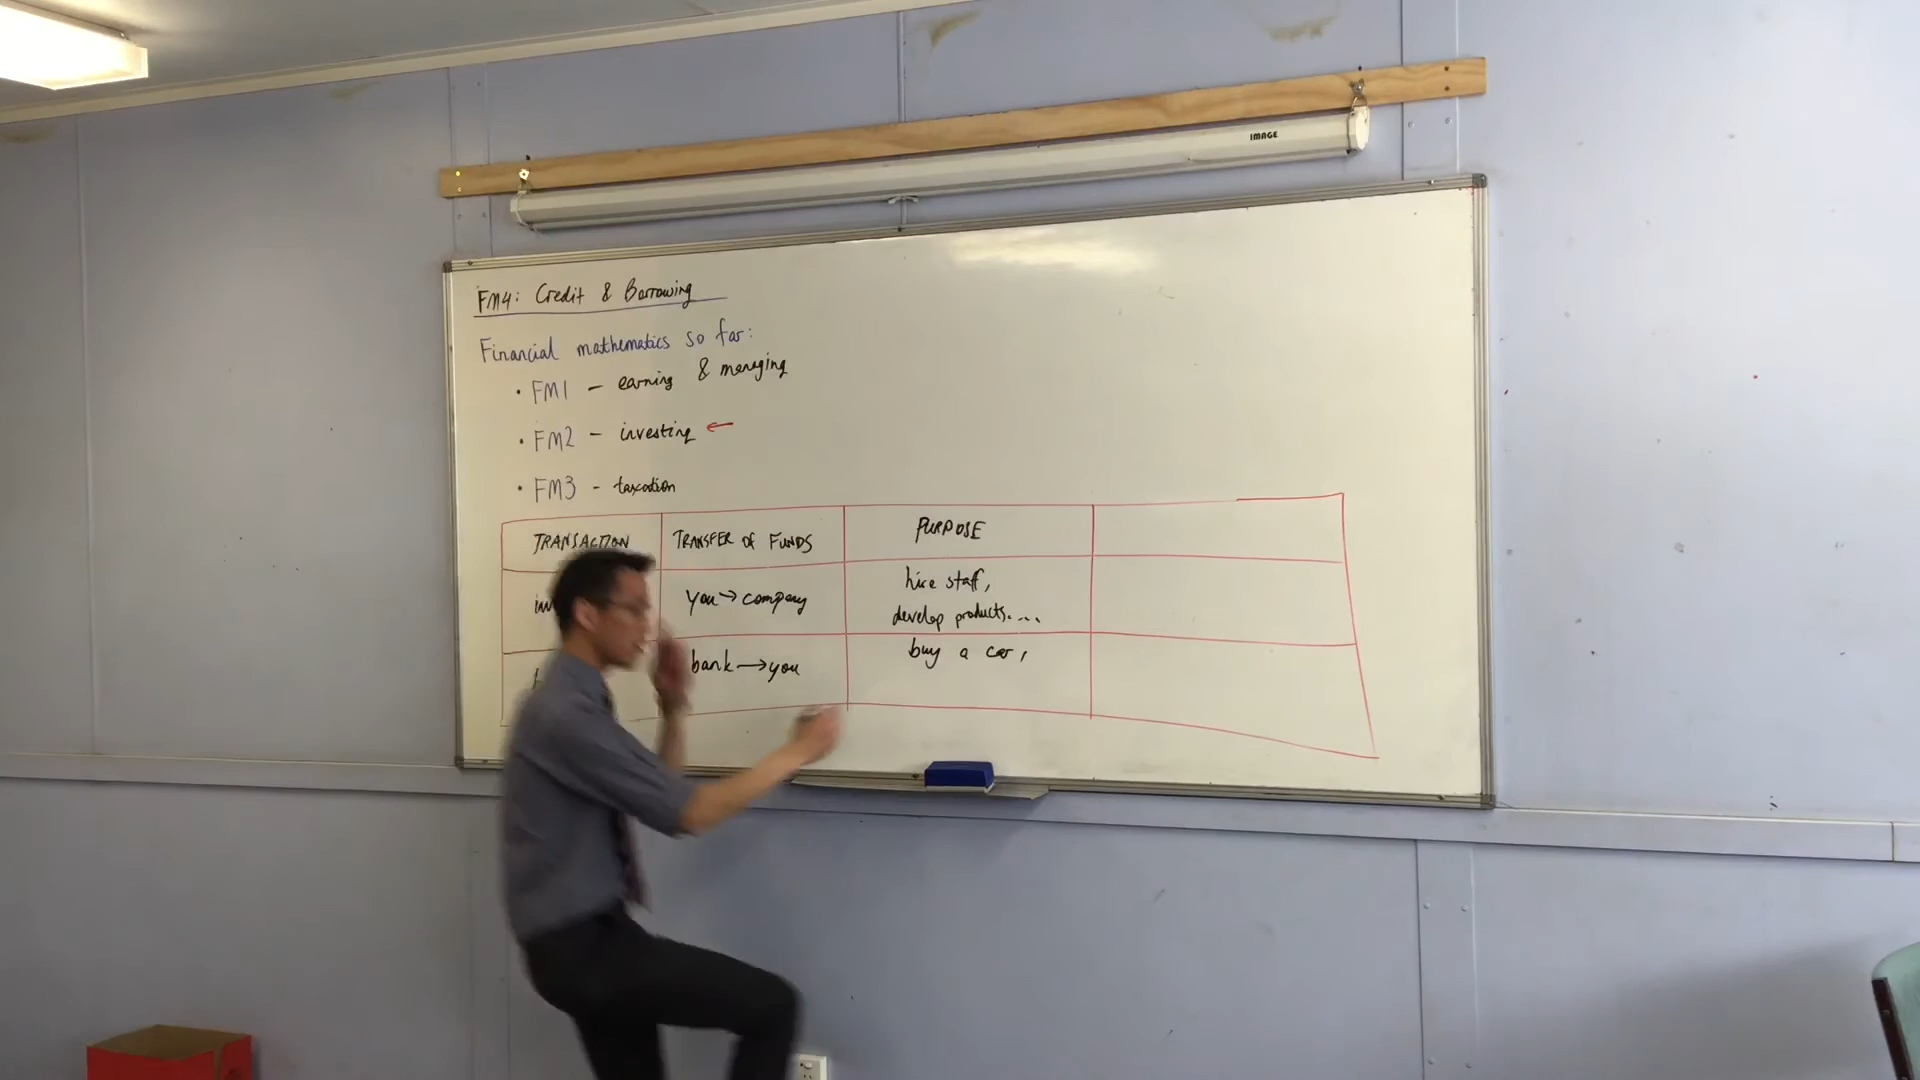 IMAGE
FM4: Credit & Borrowing
Financial mathematics so far:
• FM1 – earning & managing
• FM2 – investing ←
• FM3 – taxation
TRANSACTION TRANSFER OF FUNDS PURPOSE
you → company hire staff,
develop products....
bank → you buy a car,